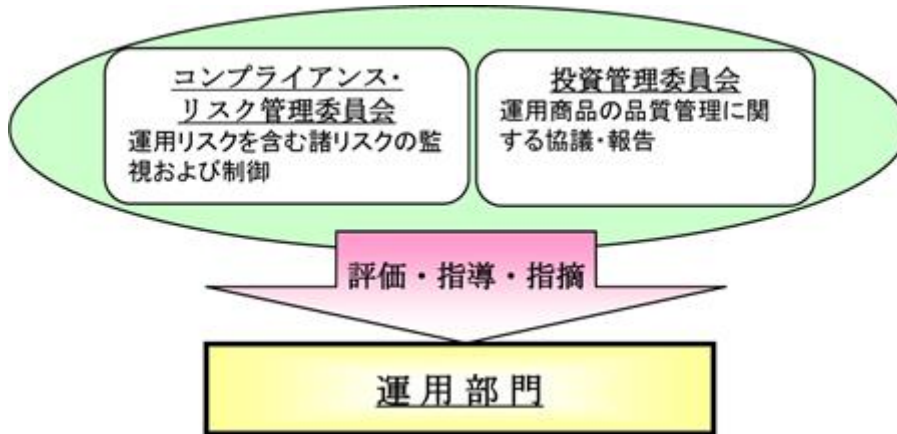 コンプライアンス・
リスク管理委員会
運用リスクを含む諸リスクの監
視および制御
投資管理委員会
運用商品の品質管理に関
する協議・報告
評価・指導・指摘
運用部門